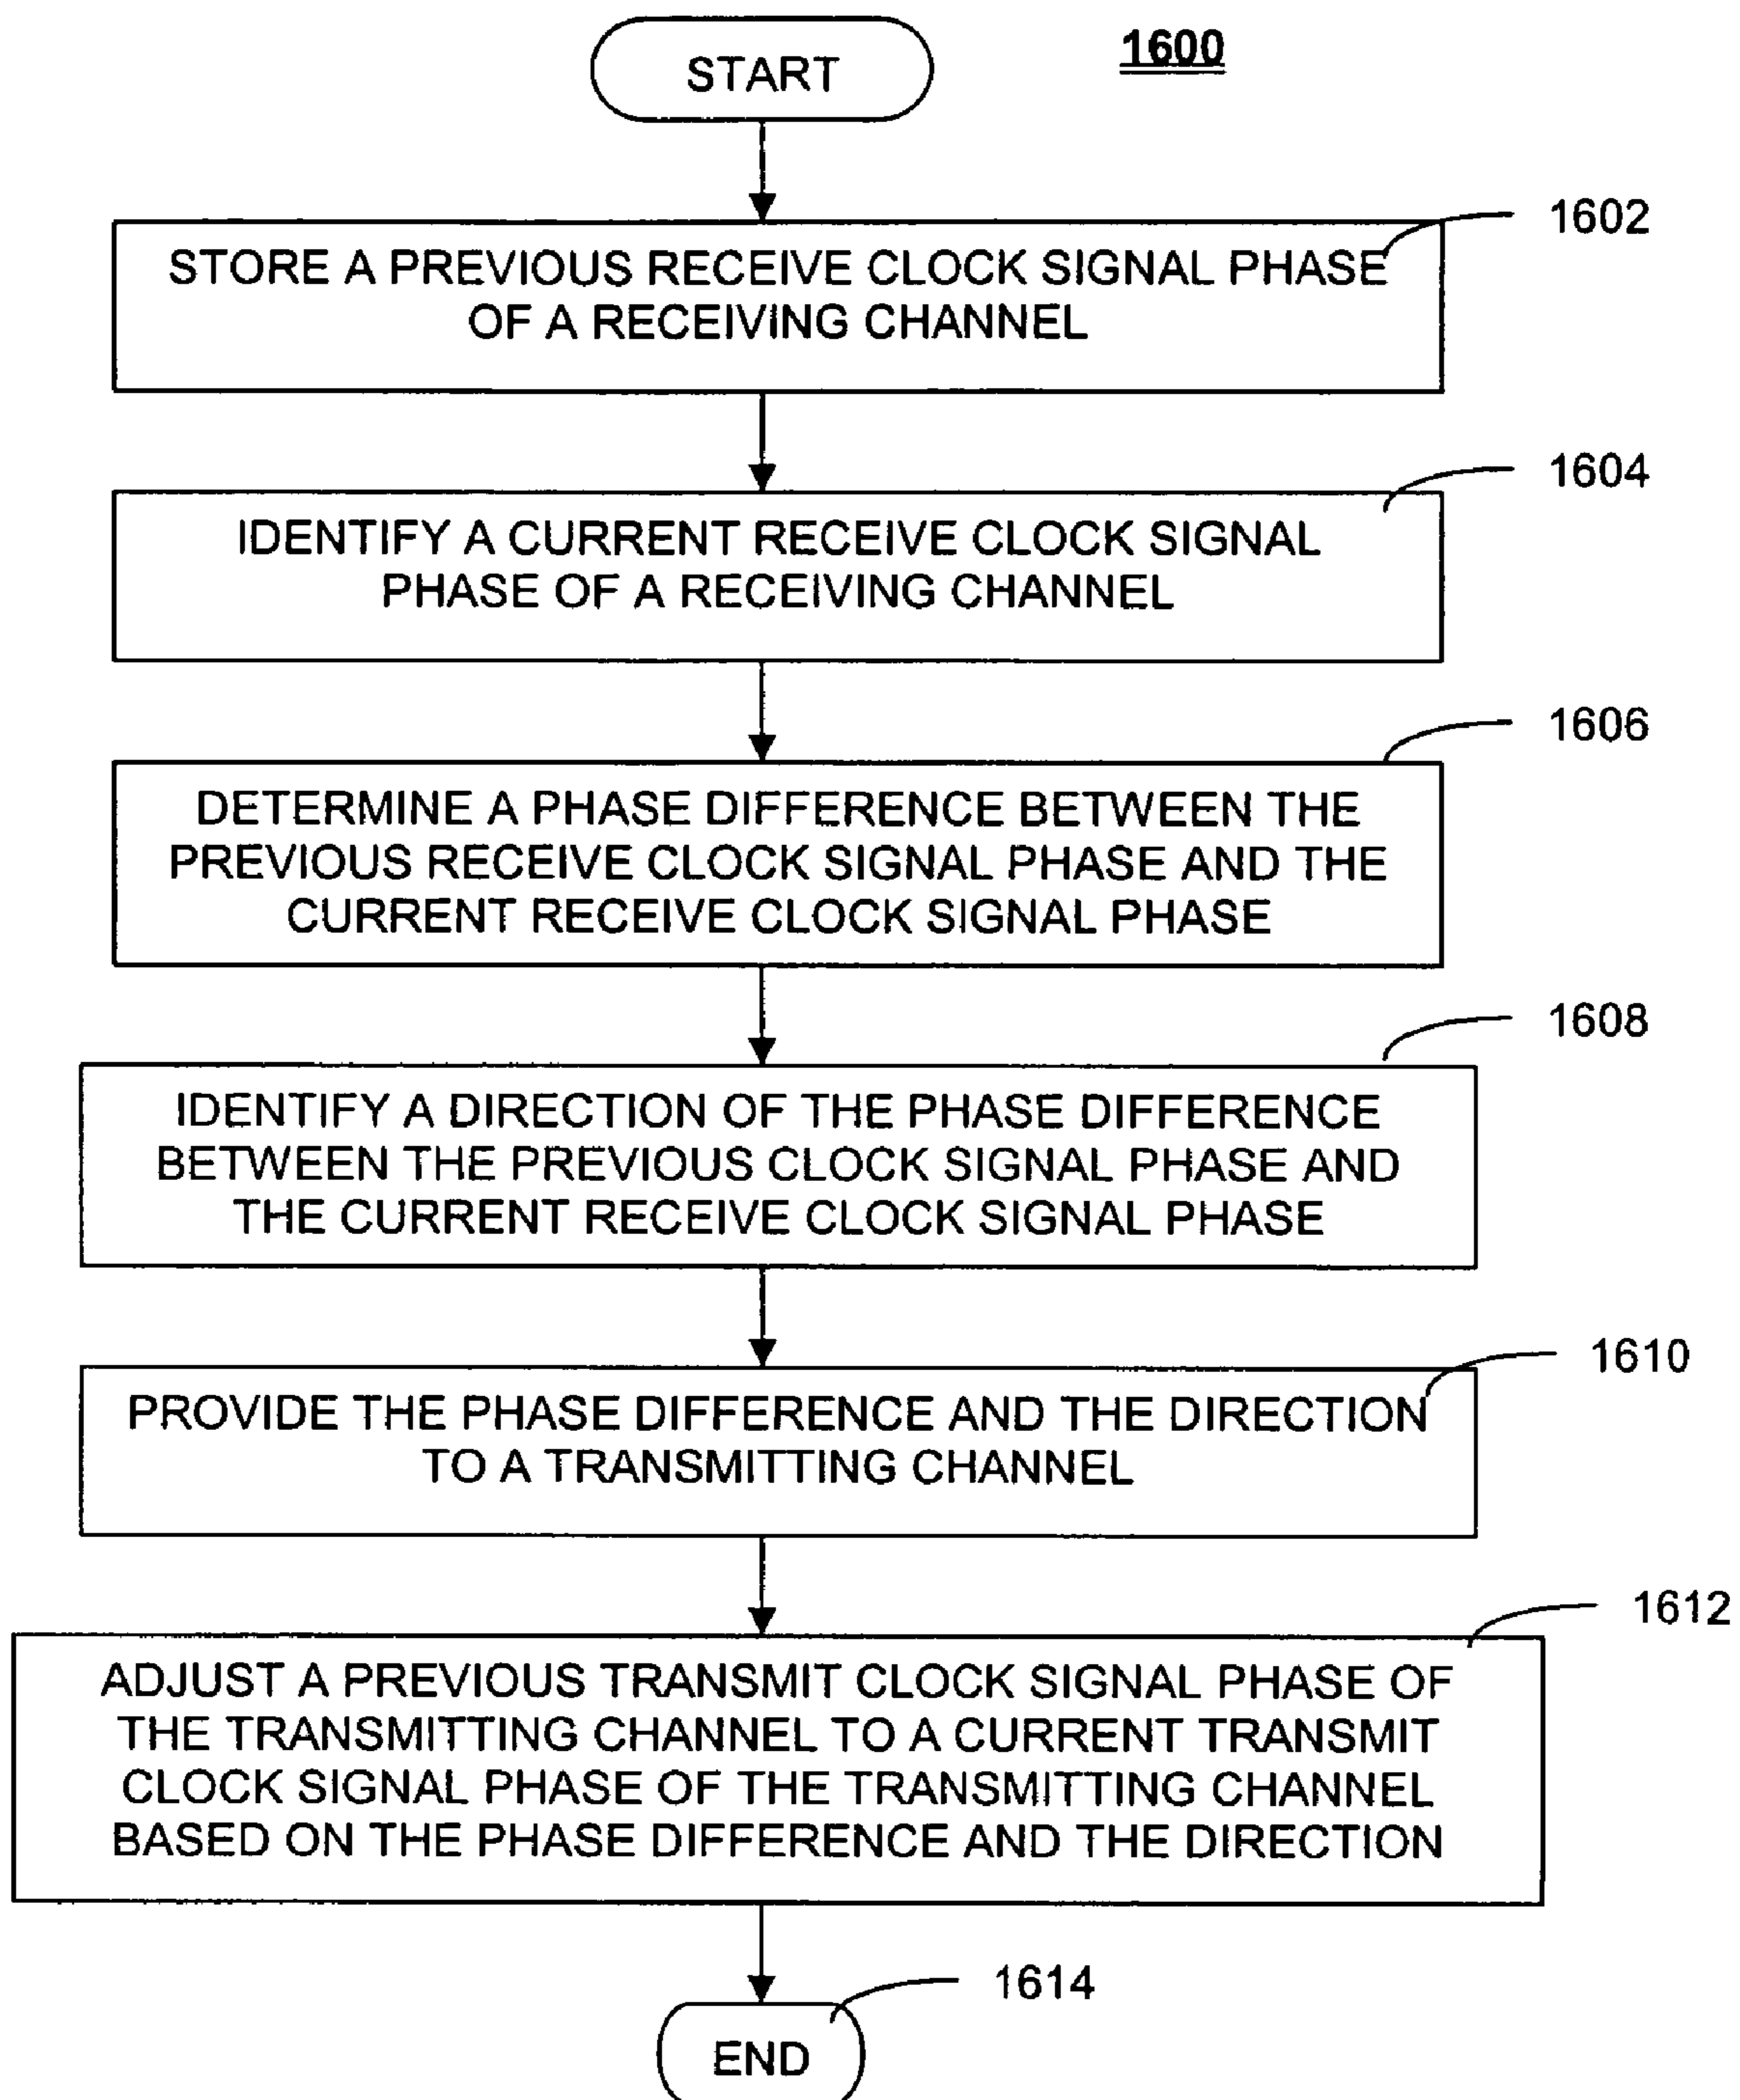 START
1600
1602
STORE A PREVIOUS RECEIVE CLOCK SIGNAL PHASE
OF A RECEIVING CHANNEL
1604
IDENTIFY A CURRENT RECEIVE CLOCK SIGNAL
PHASE OF A RECEIVING CHANNEL
1606
DETERMINE A PHASE DIFFERENCE BETWEEN THE
PREVIOUS RECEIVE CLOCK SIGNAL PHASE AND THE
CURRENT RECEIVE CLOCK SIGNAL PHASE
1608
IDENTIFY A DIRECTION OF THE PHASE DIFFERENCE
BETWEEN THE PREVIOUS CLOCK SIGNAL PHASE AND
THE CURRENT RECEIVE CLOCK SIGNAL PHASE
1610
PROVIDE THE PHASE DIFFERENCE AND THE DIRECTION
TO A TRANSMITTING CHANNEL
1612
ADJUST A PREVIOUS TRANSMIT CLOCK SIGNAL PHASE OF
THE TRANSMITTING CHANNEL TO A CURRENT TRANSMIT
CLOCK SIGNAL PHASE OF THE TRANSMITTING CHANNEL
BASED ON THE PHASE DIFFERENCE AND THE DIRECTION
1614
END